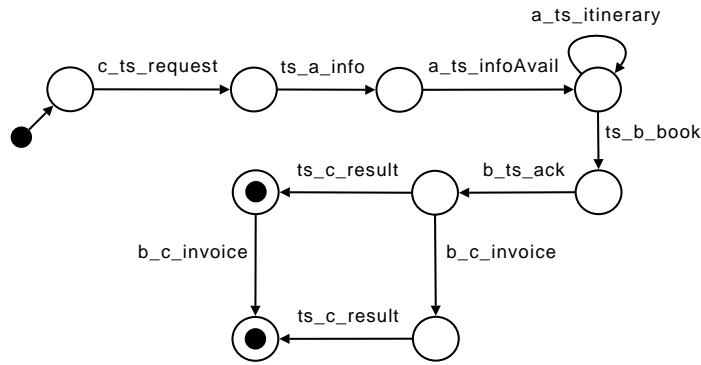 a_ts_itinerary
c_ts_request
ts_a_info
a_ts_infoAvail
ts_b_book
ts_c_result
b_ts_ack
b_c_invoice
b_c_invoice
ts_c_result